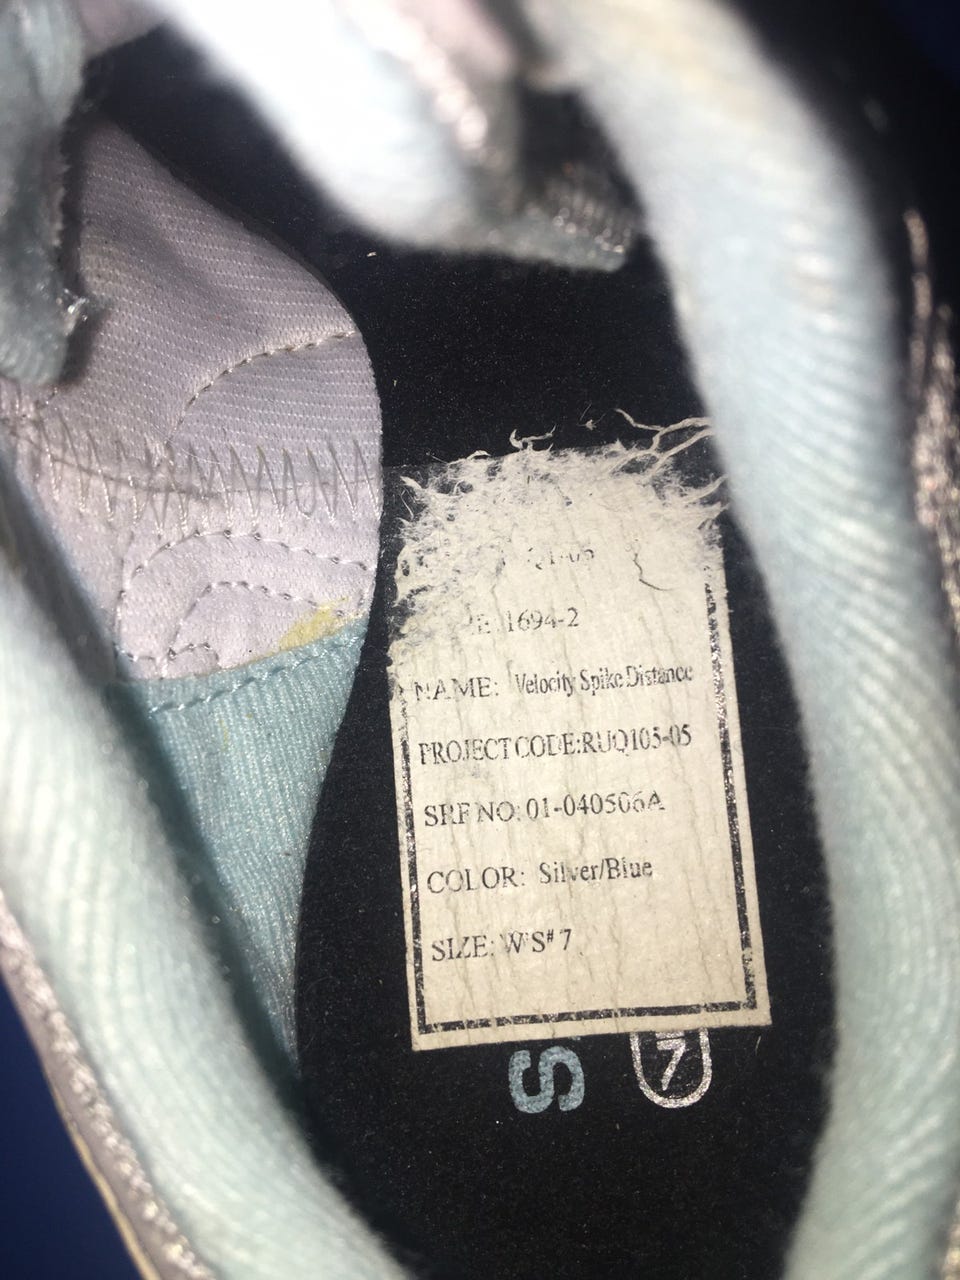 1694-2
NAME: Velocity Spike Distance
PROJECT CODE:RUQ105-05
SRF NO: 01-040506A
COLOR: Silver/Blue
SIZE: WS# 7
S 7